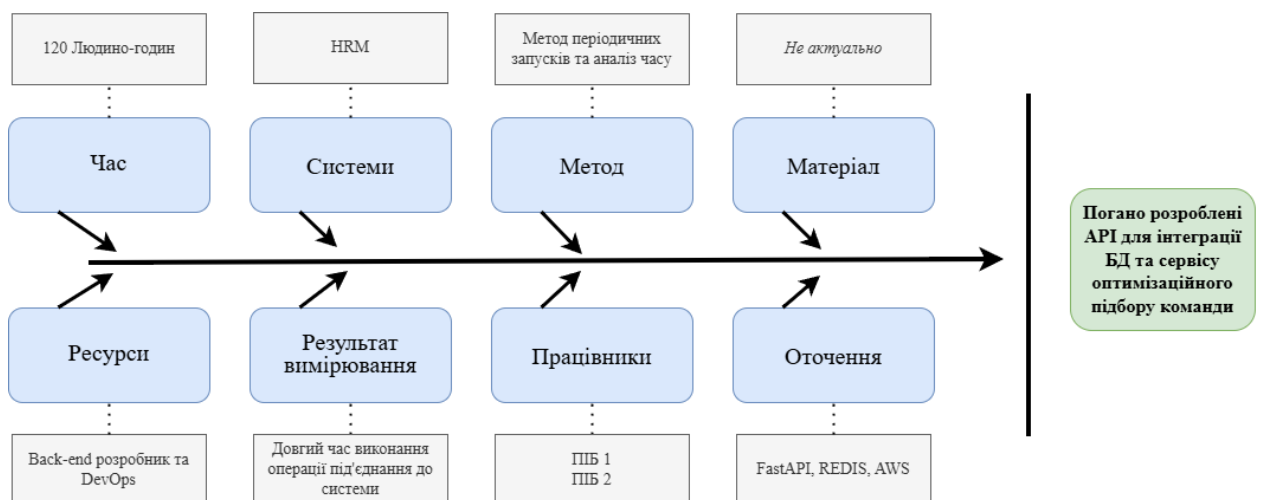 120 Людино-годин
HRM
Метод періодичних
запусків та аналіз часу
Не актуально
Час
Системи
Метод
Матеріал
Погано розроблені
АРІ для інтеграції
БД та сервісу
оптимізаційного
підбору команди
Ресурси
Результат
вимірювання
Працівники
Оточення
Back-end розробник та
DevOps
Довгий час виконання
операції під'єднання до
системи
ПІБ 1
ПІБ 2
FastAPI, REDIS, AWS